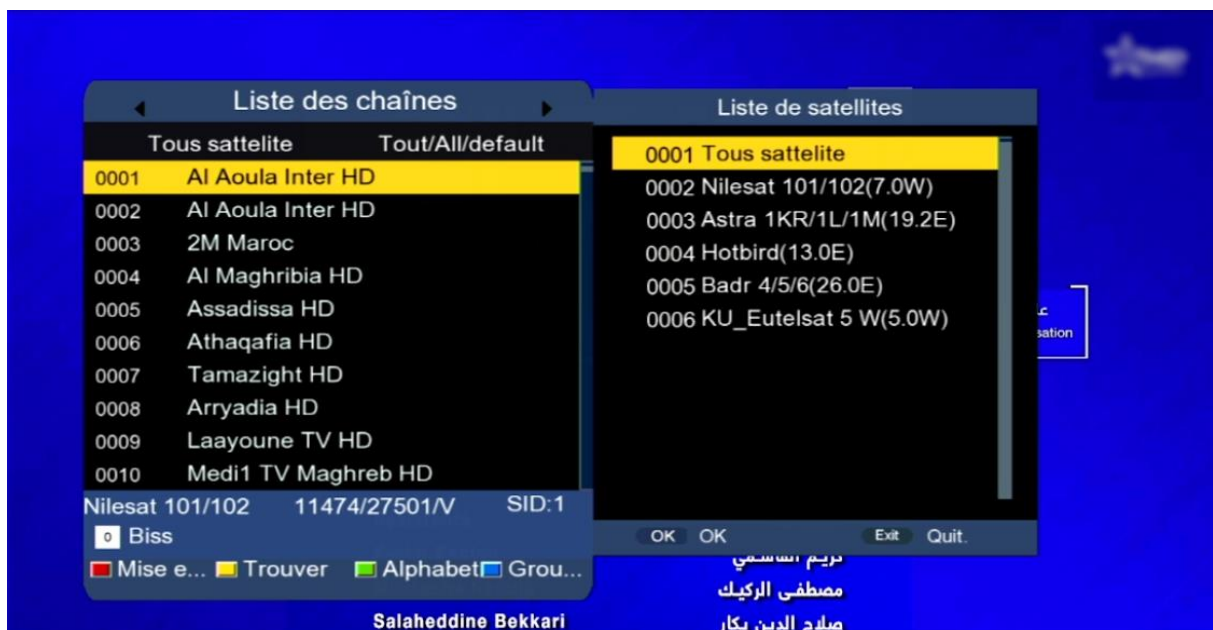 Liste des chaînes
Tous sattelite Tout/All/default
0001 Al Aoula Inter HD
0002 Al Aoula Inter HD
0003 2M Maroc
0004 Al Maghribia HD
0005 Assadissa HD
0006 Athaqafia HD
0007 Tamazight HD
0008 Arryadia HD
0009 Laayoune TV HD
0010 Medi1 TV Maghreb HD
Nilesat 101/102 11474/27501/V SID:1
0 Biss
Mise e... Trouver Alphabet Grou...
Liste de satellites
0001 Tous sattelite
0002 Nilesat 101/102(7.0W)
0003 Astra 1KR/1L/1M(19.2E)
0004 Hotbird(13.0E)
0005 Badr 4/5/6(26.0E)
0006 KU_Eutelsat 5 W(5.0W)
OK OK Exit Quit.
مصطفى الركيك
Salaheddine Bekkari صلاح الدين بكار